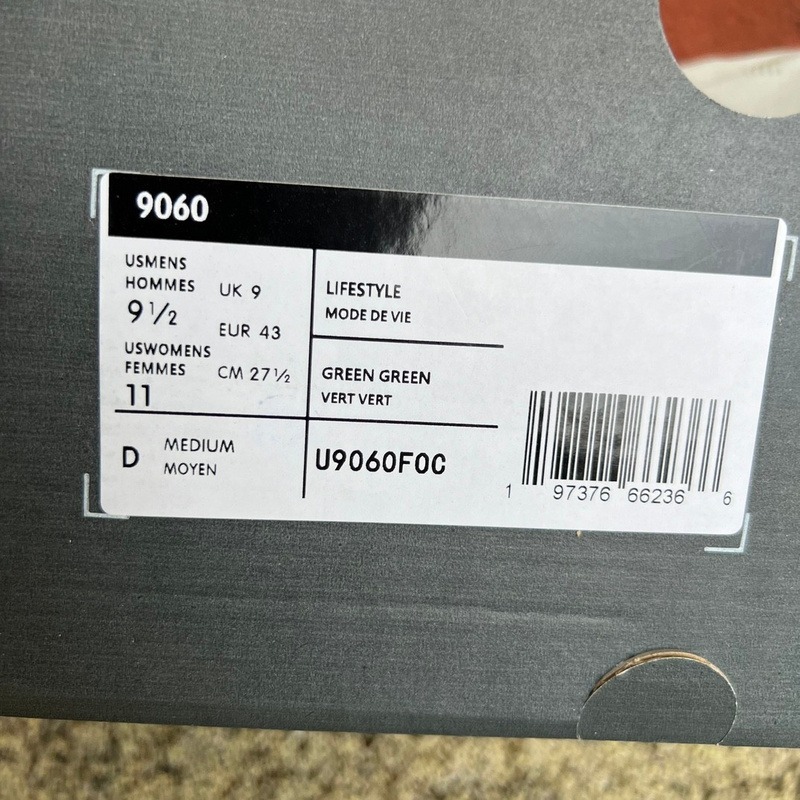 9060
USMENS
HOMMES
9 ½
UK 9
EUR 43
USWOMENS
FEMMES
11
CM 27 ½
LIFESTYLE
MODE DE VIE
GREEN GREEN
VERT VERT
D MEDIUM
MOYEN
U9060FOC
1 97376 66236 6